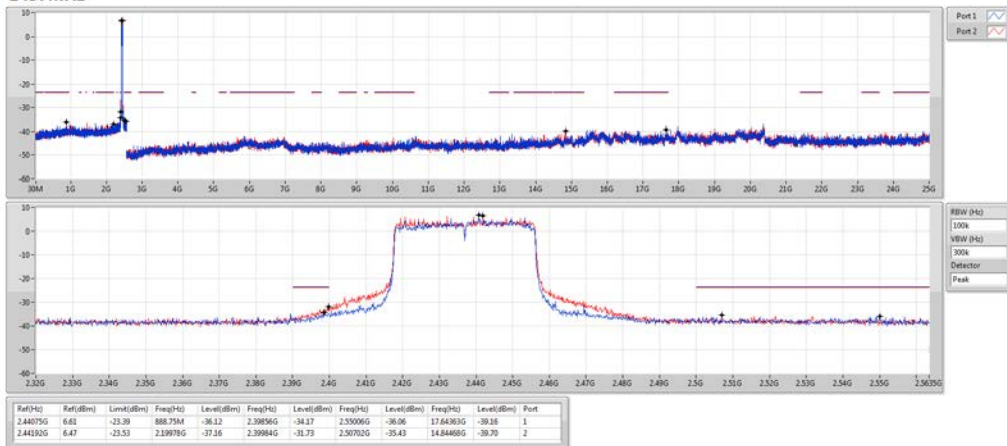 10
0
-10
-20
-30
-40
-50
-60
30M 1G 2G 3G 4G 5G 6G 7G 8G 9G 10G 11G 12G 13G 14G 15G 16G 17G 18G 19G 20G 21G 22G 23G 24G 25G
Port 1
Port 2
10
0
-10
-20
-30
-40
-50
-60
2.32G 2.33G 2.34G 2.35G 2.36G 2.37G 2.38G 2.39G 2.4G 2.41G 2.42G 2.43G 2.44G 2.45G 2.46G 2.47G 2.48G 2.49G 2.5G 2.51G 2.52G 2.53G 2.54G 2.55G 2.5635G
RBW (Hz)
100k
VBW (Hz)
300k
Detector
Peak
Ref(Hz) Ref(dBm) Limit(dBm) Freq(Hz) Level(dBm) Freq(Hz) Level(dBm) Freq(Hz) Level(dBm) Freq(Hz) Level(dBm) Port
2.44075G 6.61 -23.39 888.75M -36.12 2.39856G -34.17 2.55006G -36.06 17.64363G -39.16 1
2.44192G 6.47 -23.53 2.19978G -37.16 2.39984G -31.73 2.50702G -35.43 14.84468G -39.70 2